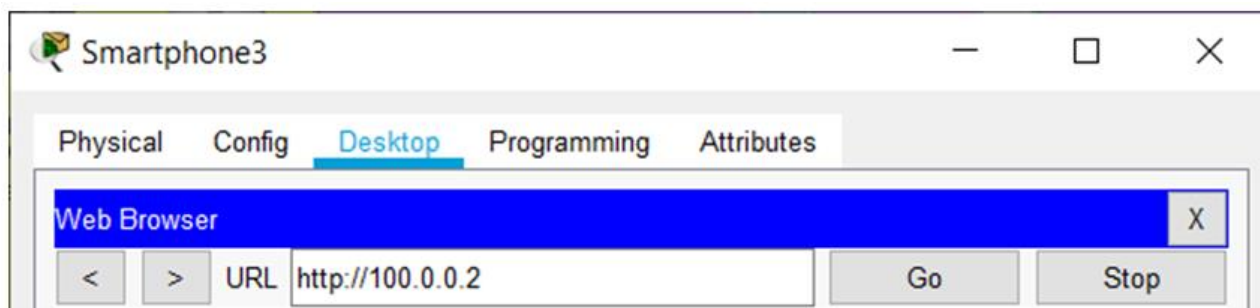 Smartphone3
Physical Config Desktop Programming Attributes
Web Browser X
< > URL http://100.0.0.2 Go Stop